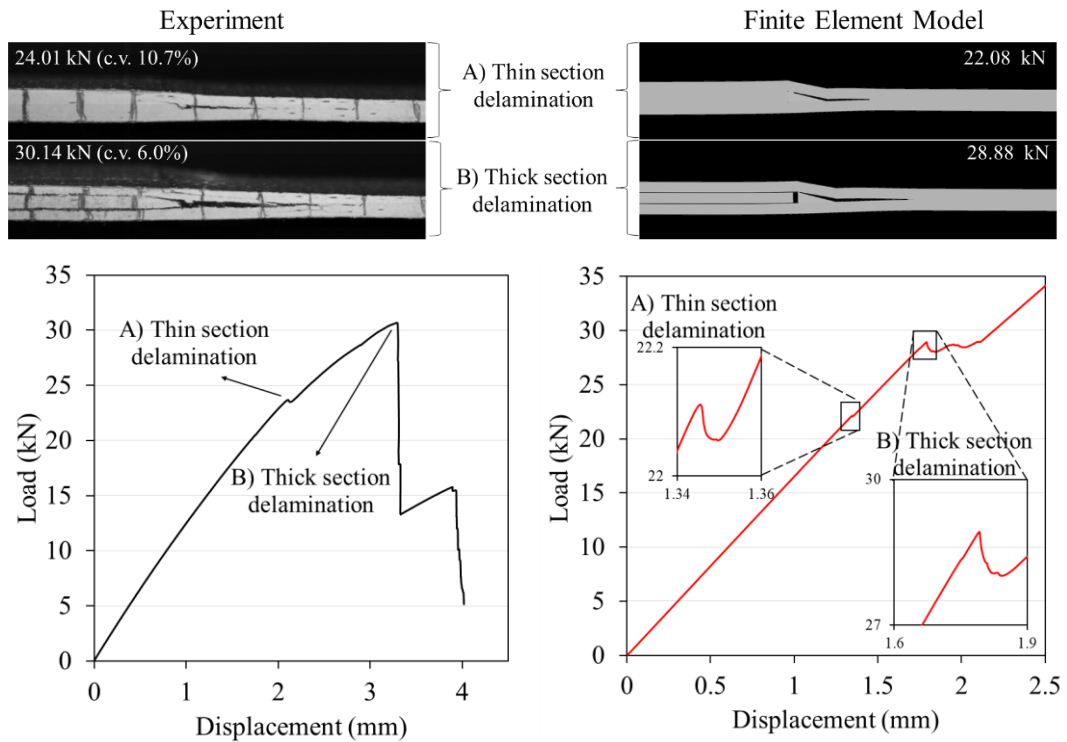 Experiment
Finite Element Model
24.01 kN (c.v. 10.7%)
A) Thin section
delamination
22.08 kN
30.14 kN (c.v. 6.0%)
B) Thick section
delamination
28.88 kN
Load (kN)
35
30
25
20
15
10
5
0
A) Thin section
delamination
B) Thick section
delamination
0
1
2
3
4
Displacement (mm)
Load (kN)
35
30
25
20
15
10
5
0
A) Thin section
delamination
22.2
22
1.34
1.36
B) Thick section
delamination
30
27
1.6
1.9
0
0.5
1
1.5
2
2.5
Displacement (mm)